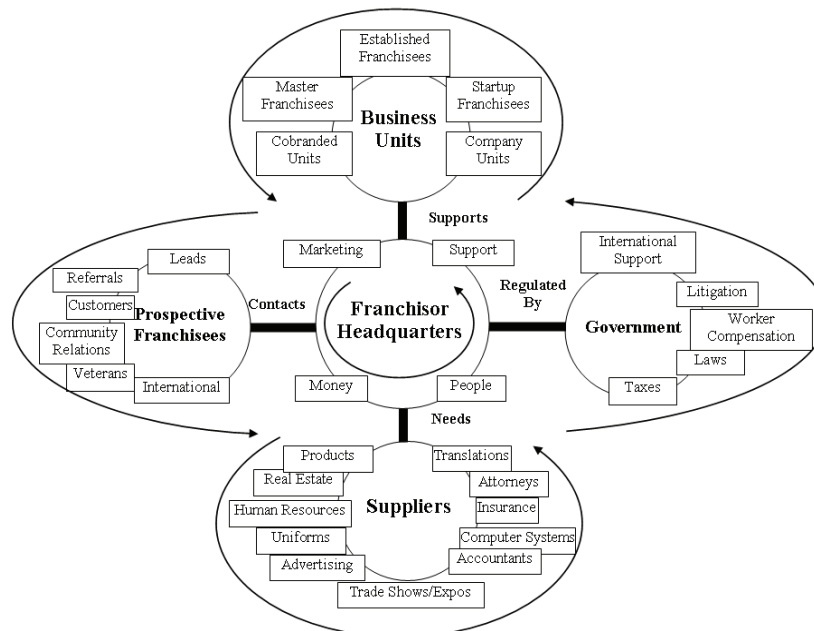 Established
Franchisees
Master
Franchisees
Startup
Franchisees
Business
Units
Cobranded
Units
Company
Units
Supports
Marketing
Support
International
Support
Leads
Referrals
Customers
Prospective
Franchisees
Community
Relations
Veterans
International
Contacts
Franchisor
Headquarters
Regulated
By
Government
Litigation
Worker
Compensation
Laws
Taxes
Money
People
Needs
Products
Translations
Real Estate
Attorneys
Human Resources
Suppliers
Insurance
Uniforms
Computer Systems
Advertising
Accountants
Trade Shows/Expos